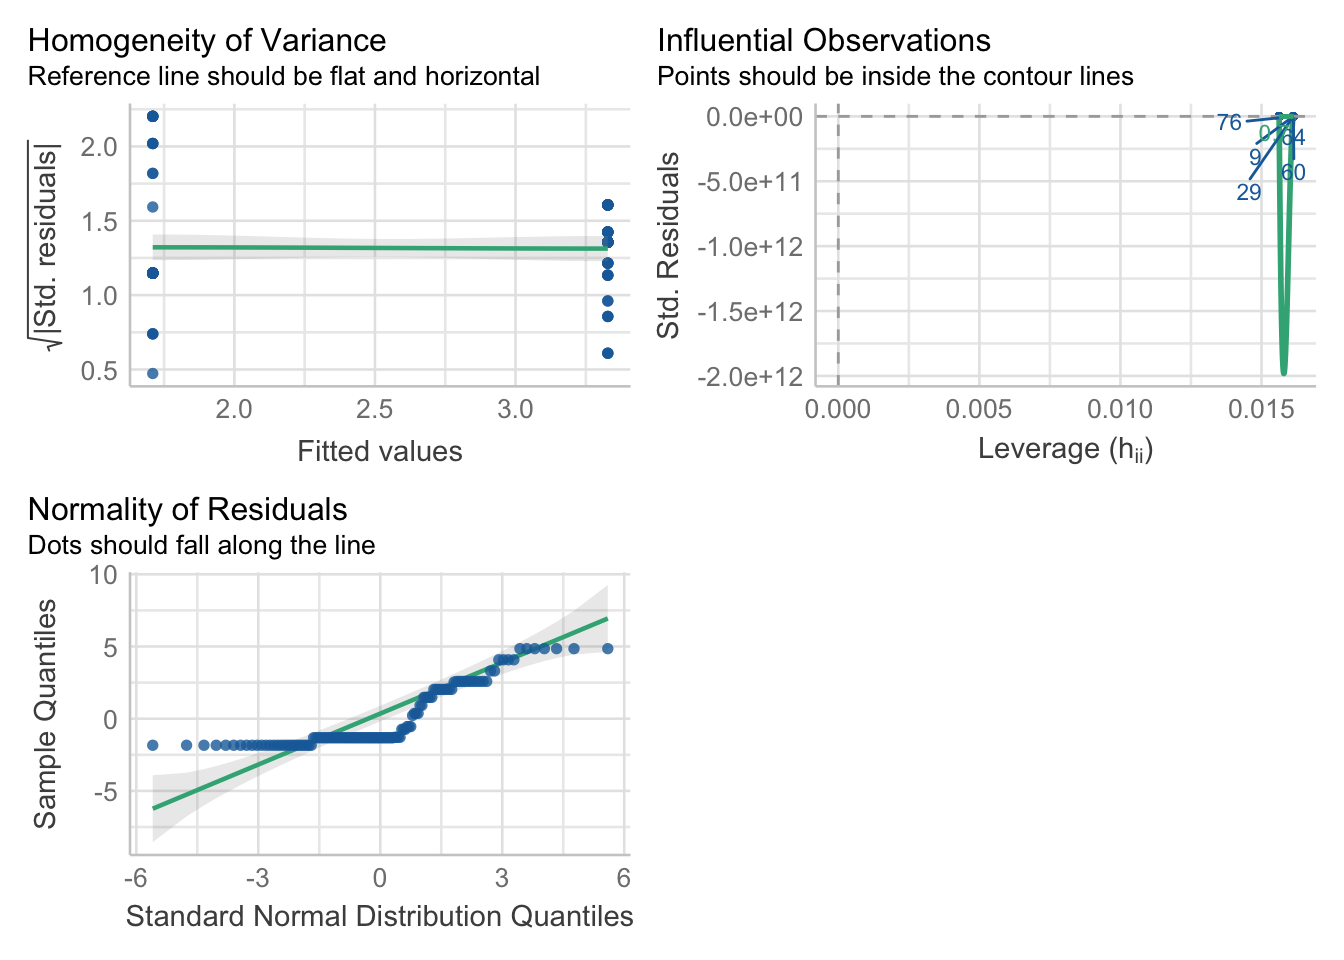 Homogeneity of Variance
Reference line should be flat and horizontal
√|Std. residuals|
2.0
1.5
1.0
0.5
2.0 2.5 3.0
Fitted values
Influential Observations
Points should be inside the contour lines
Std. Residuals
0.0e+00
-5.0e+11
-1.0e+12
-1.5e+12
-2.0e+12
76
9
29
60
0.000 0.005 0.010 0.015
Leverage (hii)
Normality of Residuals
Dots should fall along the line
Sample Quantiles
10
5
0
-5
-6 -3 0 3 6
Standard Normal Distribution Quantiles